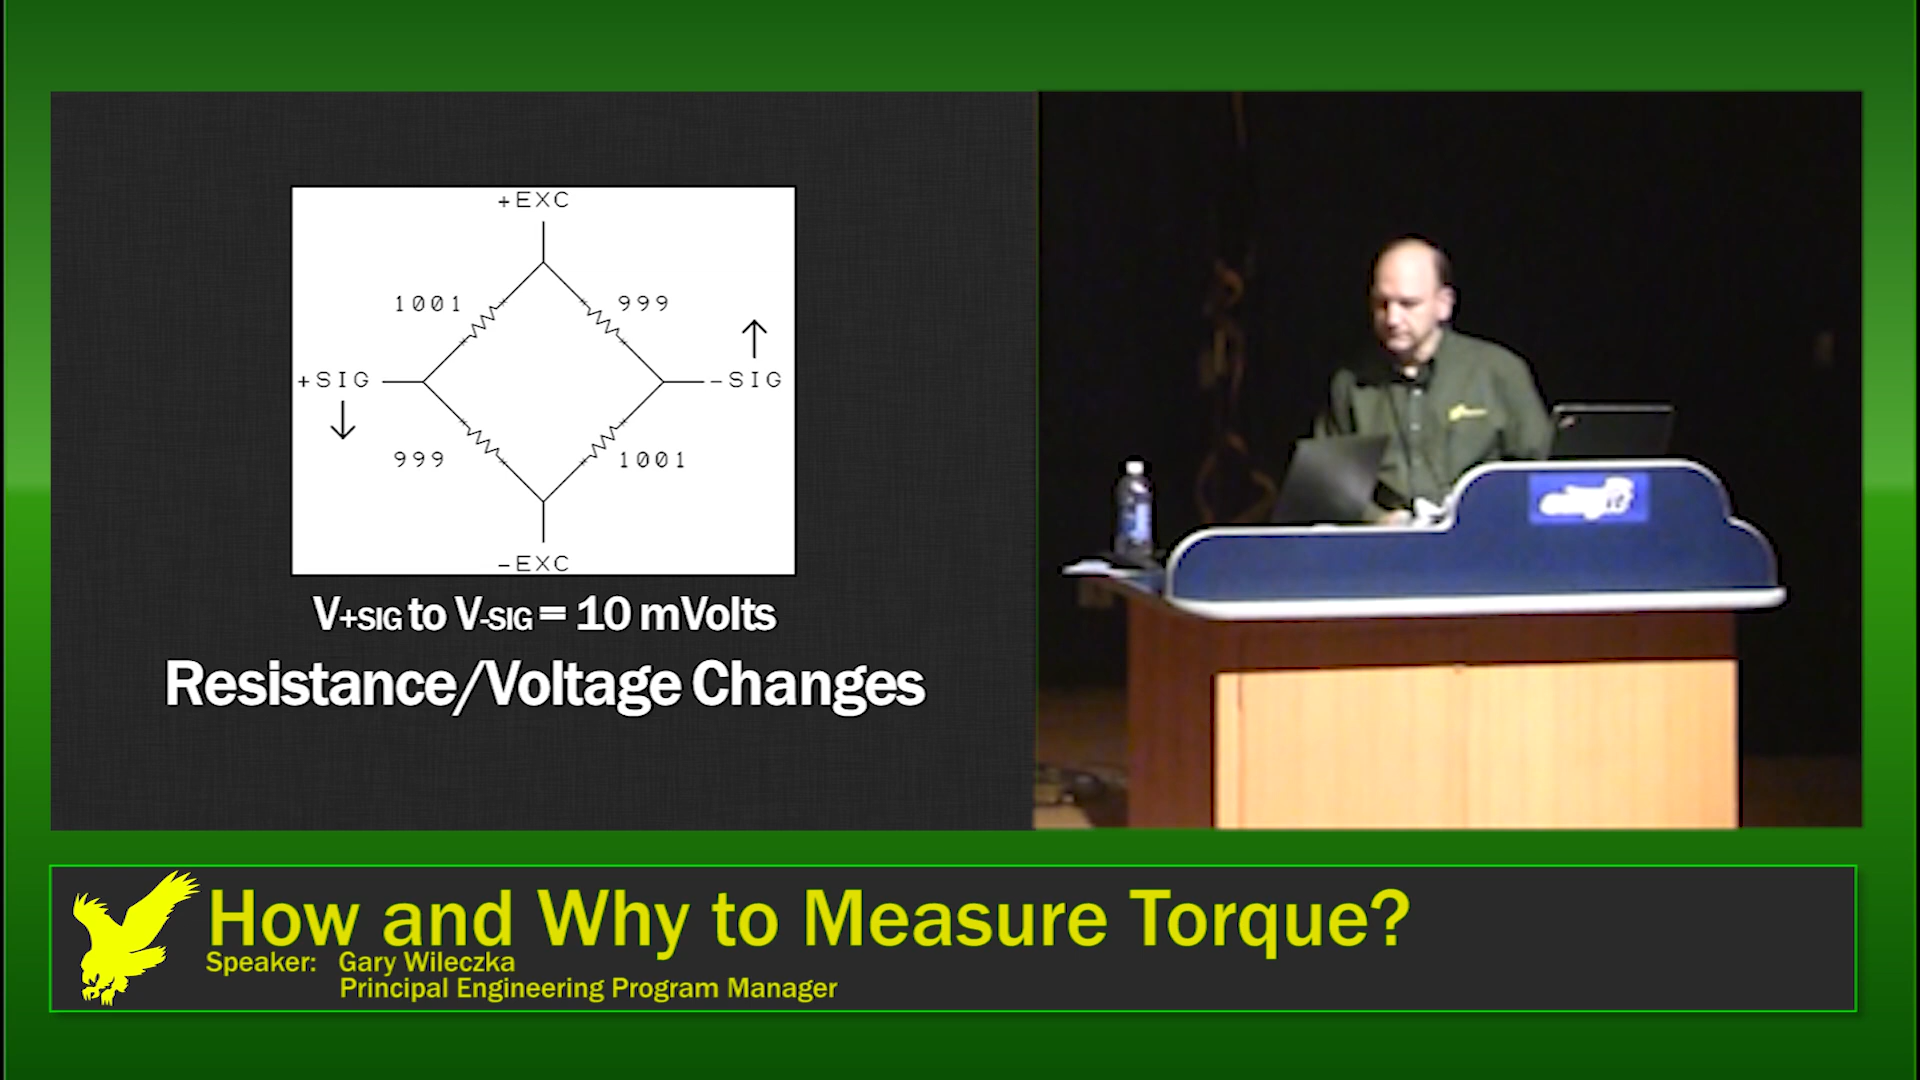 +EXC
1001
999
+SIG
-SIG
999
1001
-EXC
V+SIG to V-SIG = 10 mVolts
Resistance/Voltage Changes
How and Why to Measure Torque?
Speaker: Gary Wileczka
Principal Engineering Program Manager